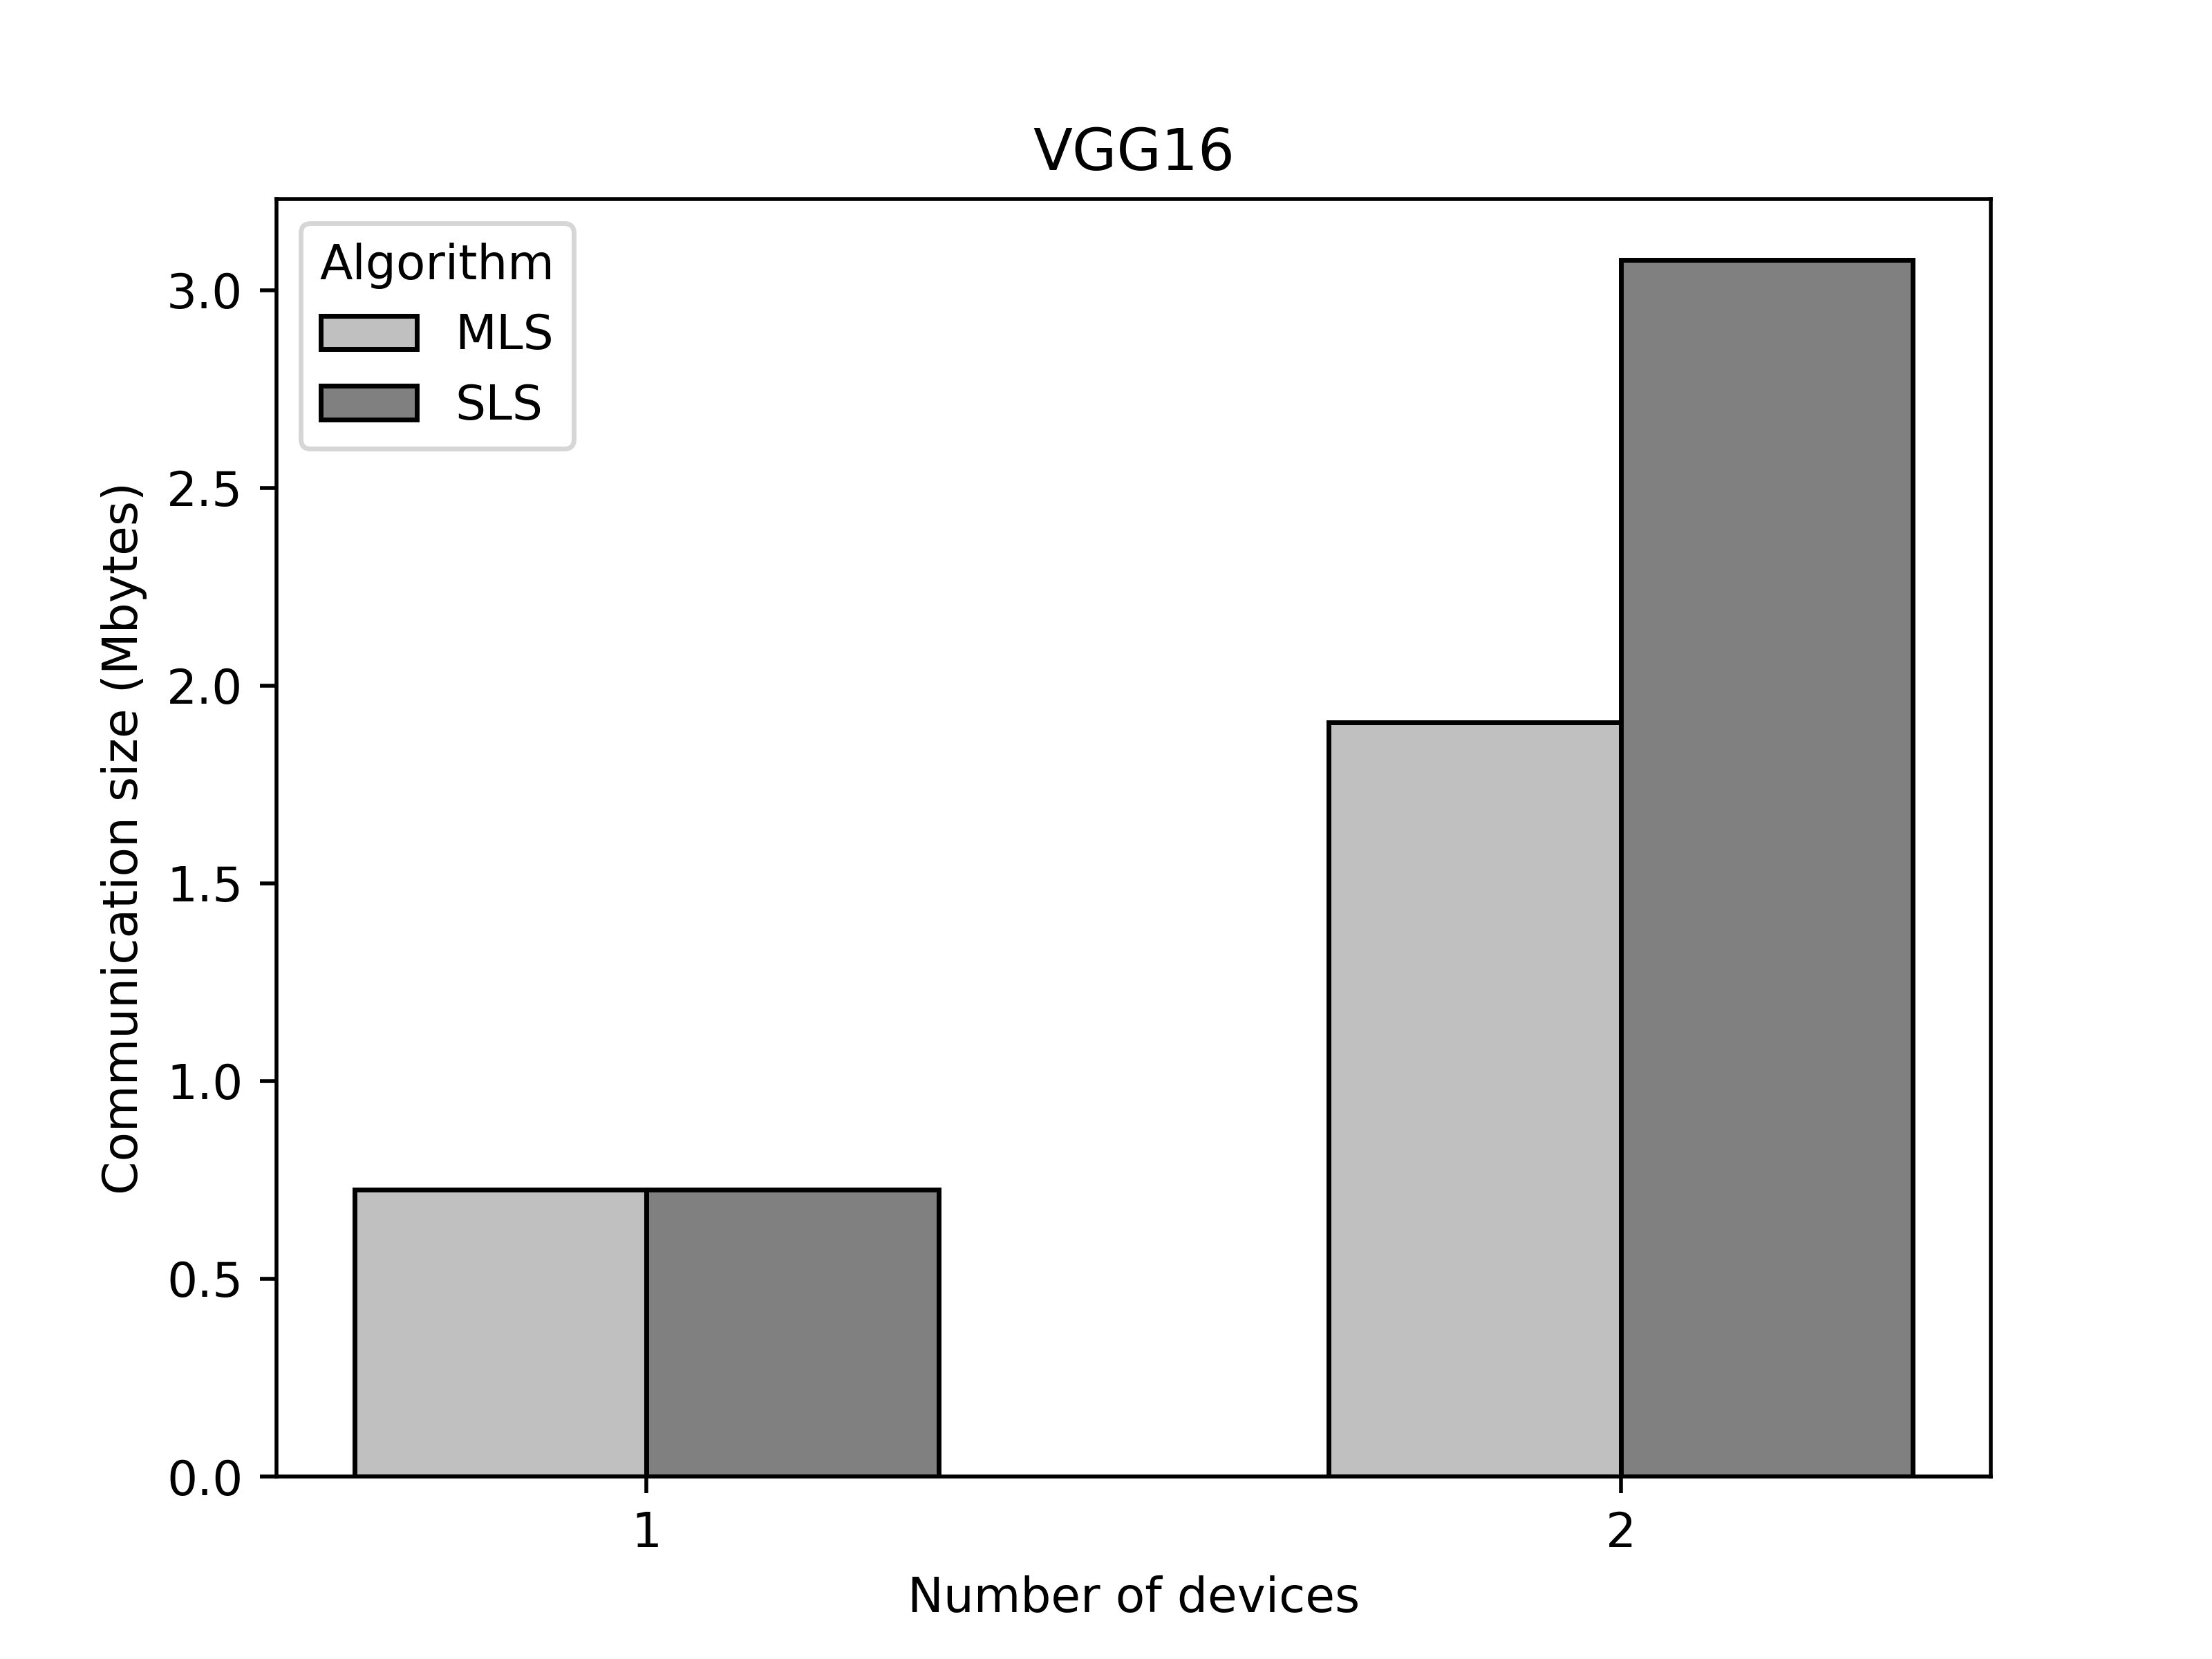 VGG16
Algorithm
MLS
SLS
Communication size (Mbytes)
3.0
2.5
2.0
1.5
1.0
0.5
0.0
1 2
Number of devices